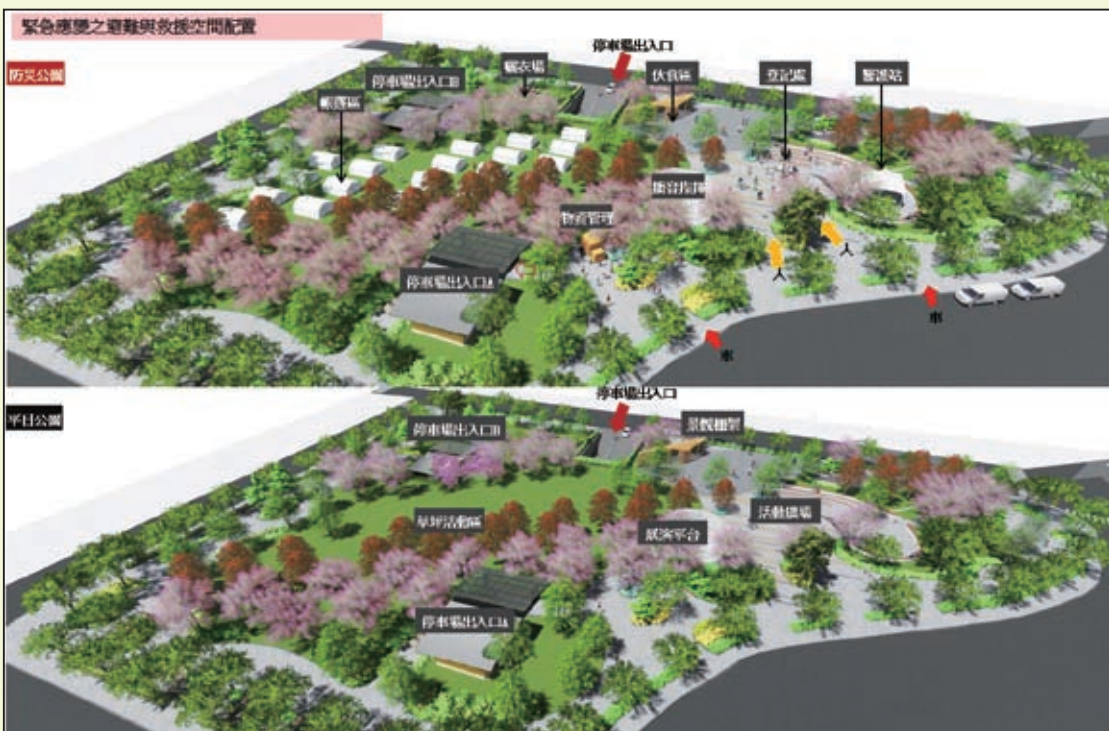 緊急應變之避難與救援空間配置
防災公園
停車場出入口
停車場出入口B
曬衣場
伙食區
登記處
醫護站
帳篷區
播音指揮
物資管理
停車場出入口A
人
人
車
車
平日公園
停車場出入口
停車場出入口B
景觀棚架
草坪活動區
展演平台
活動廣場
停車場出入口A